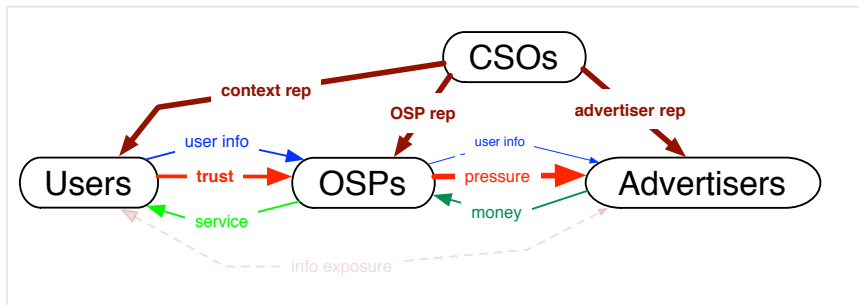 CSOs
context rep
OSP rep
advertiser rep
user info
user info
Users
trust
OSPs
pressure
Advertisers
service
money
info exposure